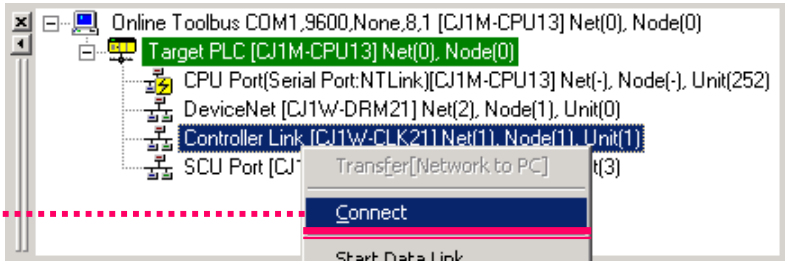 Online Toolbus COM1,9600,None,8,1 [CJ1M-CPU13] Net(0), Node(0)
Target PLC [CJ1M-CPU13] Net(0), Node(0)
CPU Port(Serial Port:NTLink)[CJ1M-CPU13] Net(-), Node(-), Unit(252)
DeviceNet [CJ1W-DRM21] Net(2), Node(1), Unit(0)
Controller Link [CJ1W-CLK21] Net(1), Node(1), Unit(1)
SCU Port [CJ1 t(3)
Transfer[Network to PC]
Connect
Start Data Link